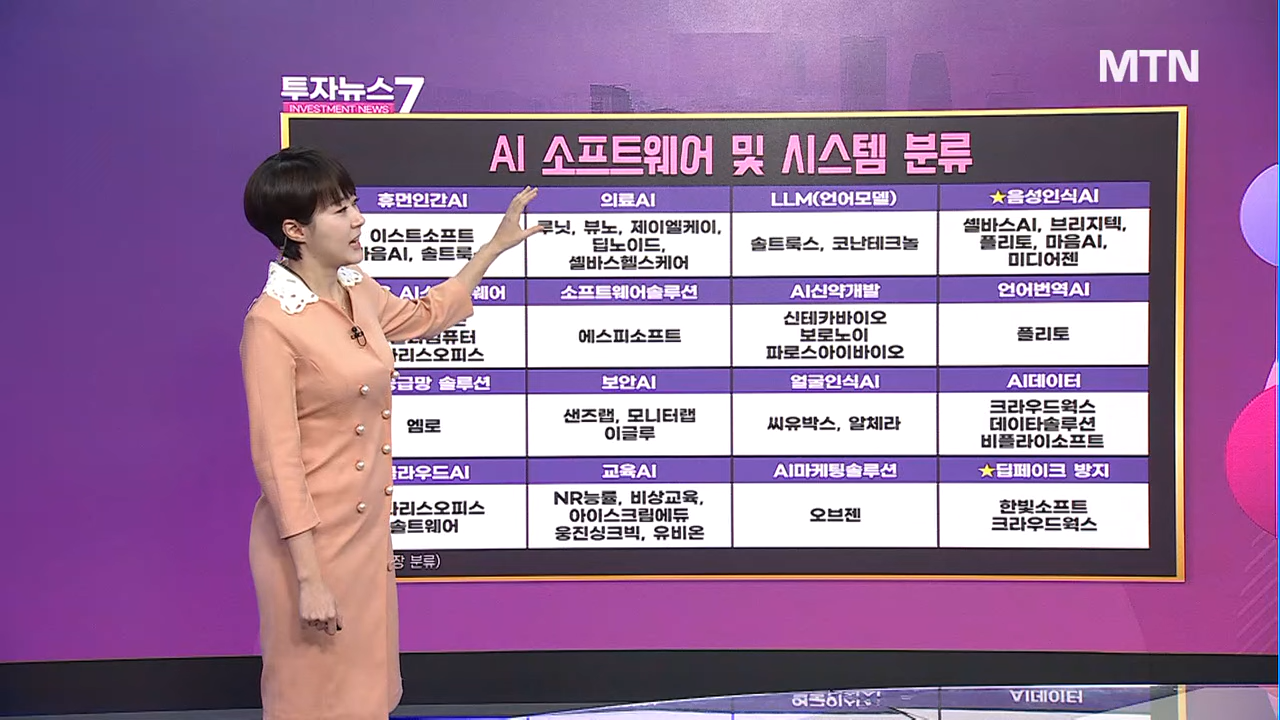 MTN
투자뉴스7
INVESTMENT NEWS
AI 소프트웨어 및 시스템 분류
휴먼인간AI
의료AI
LLM(언어모델)
★음성인식AI
이스트소프트
마음AI, 솔트룩
루닛, 뷰노, 제이엘케이,
딥노이드,
셀바스헬스케어
솔트룩스, 코난테크놀
셀바스AI, 브리지텍,
플리토, 마음AI,
미디어젠
소프트웨어솔루션
AI신약개발
언어번역AI
에스피소프트
신테카바이오
보로노이
파로스아이바이오
플리토
솔루션
보안AI
얼굴인식AI
AI데이터
엠로
샌즈랩, 모니터랩
이글루
씨유박스, 알체라
크라우드웍스
데이타솔루션
비플라이소프트
교육AI
AI마케팅솔루션
★딥페이크 방지
NR능률, 비상교육,
아이스크림에듀
웅진싱크빅, 유비온
오브젠
한빛소프트
크라우드웍스
분류)
AI데이터